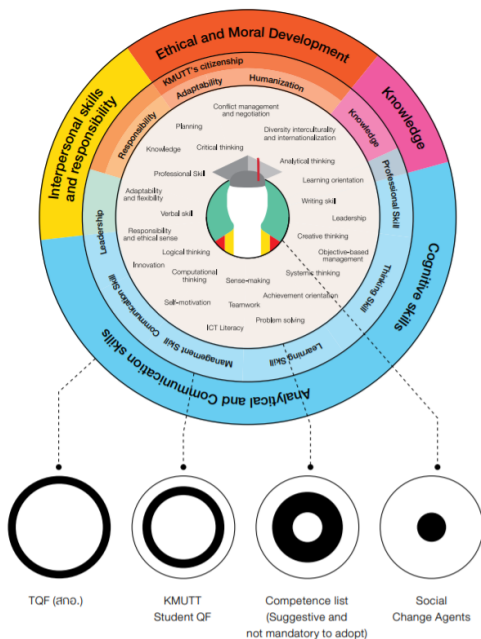 Ethical and Moral Development
Interpersonal skills
and responsibility
Knowledge
Cognitive skills
Analytical and Communication skills
KMUTT's citizenship
Responsibility
Adaptability
Humanization
Knowledge
Professional Skill
Thinking Skill
Learning Skill
Management Skill
Communication Skill
Leadership
Conflict management
and negotiation
Planning
Diversity interculturality
and internationalization
Knowledge
Critical thinking
Analytical thinking
Professional Skill
Learning orientation
Adaptability
and flexibility
Writing skill
Verbal skill
Leadership
Responsibility
and ethical sense
Creative thinking
Logical thinking
Objective-based
management
Innovation
Computational
thinking
Sense-making
Systemic thinking
Self-motivation
Teamwork
Achievement orientation
ICT Literacy
Problem solving
TQF (สกอ.)
KMUTT
Student QF
Competence list
(Suggestive and
not mandatory to adopt)
Social
Change Agents